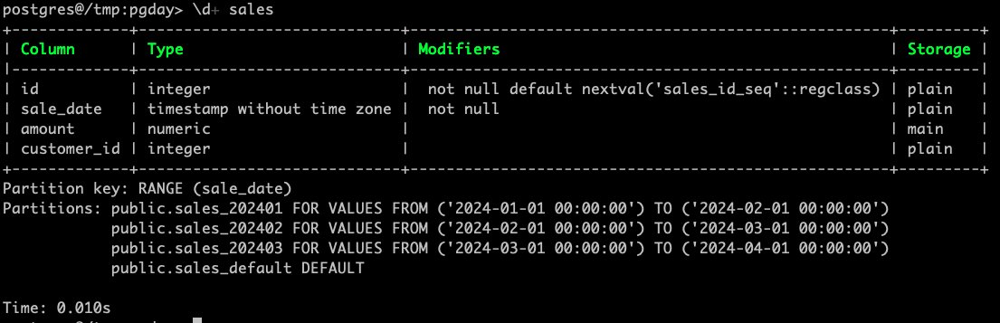 postgres@/tmp:pgday> \d+ sales
+-------------+-----------------------------+--------------------------------------------------+---------+
| Column      | Type                        | Modifiers                                        | Storage |
|-------------+-----------------------------+--------------------------------------------------+---------|
| id          | integer                     |  not null default nextval('sales_id_seq'::regclass) | plain   |
| sale_date   | timestamp without time zone |  not null                                        | plain   |
| amount      | numeric                     |                                                  | main    |
| customer_id | integer                     |                                                  | plain   |
+-------------+-----------------------------+--------------------------------------------------+---------+
Partition key: RANGE (sale_date)
Partitions: public.sales_202401 FOR VALUES FROM ('2024-01-01 00:00:00') TO ('2024-02-01 00:00:00')
            public.sales_202402 FOR VALUES FROM ('2024-02-01 00:00:00') TO ('2024-03-01 00:00:00')
            public.sales_202403 FOR VALUES FROM ('2024-03-01 00:00:00') TO ('2024-04-01 00:00:00')
            public.sales_default DEFAULT
Time: 0.010s